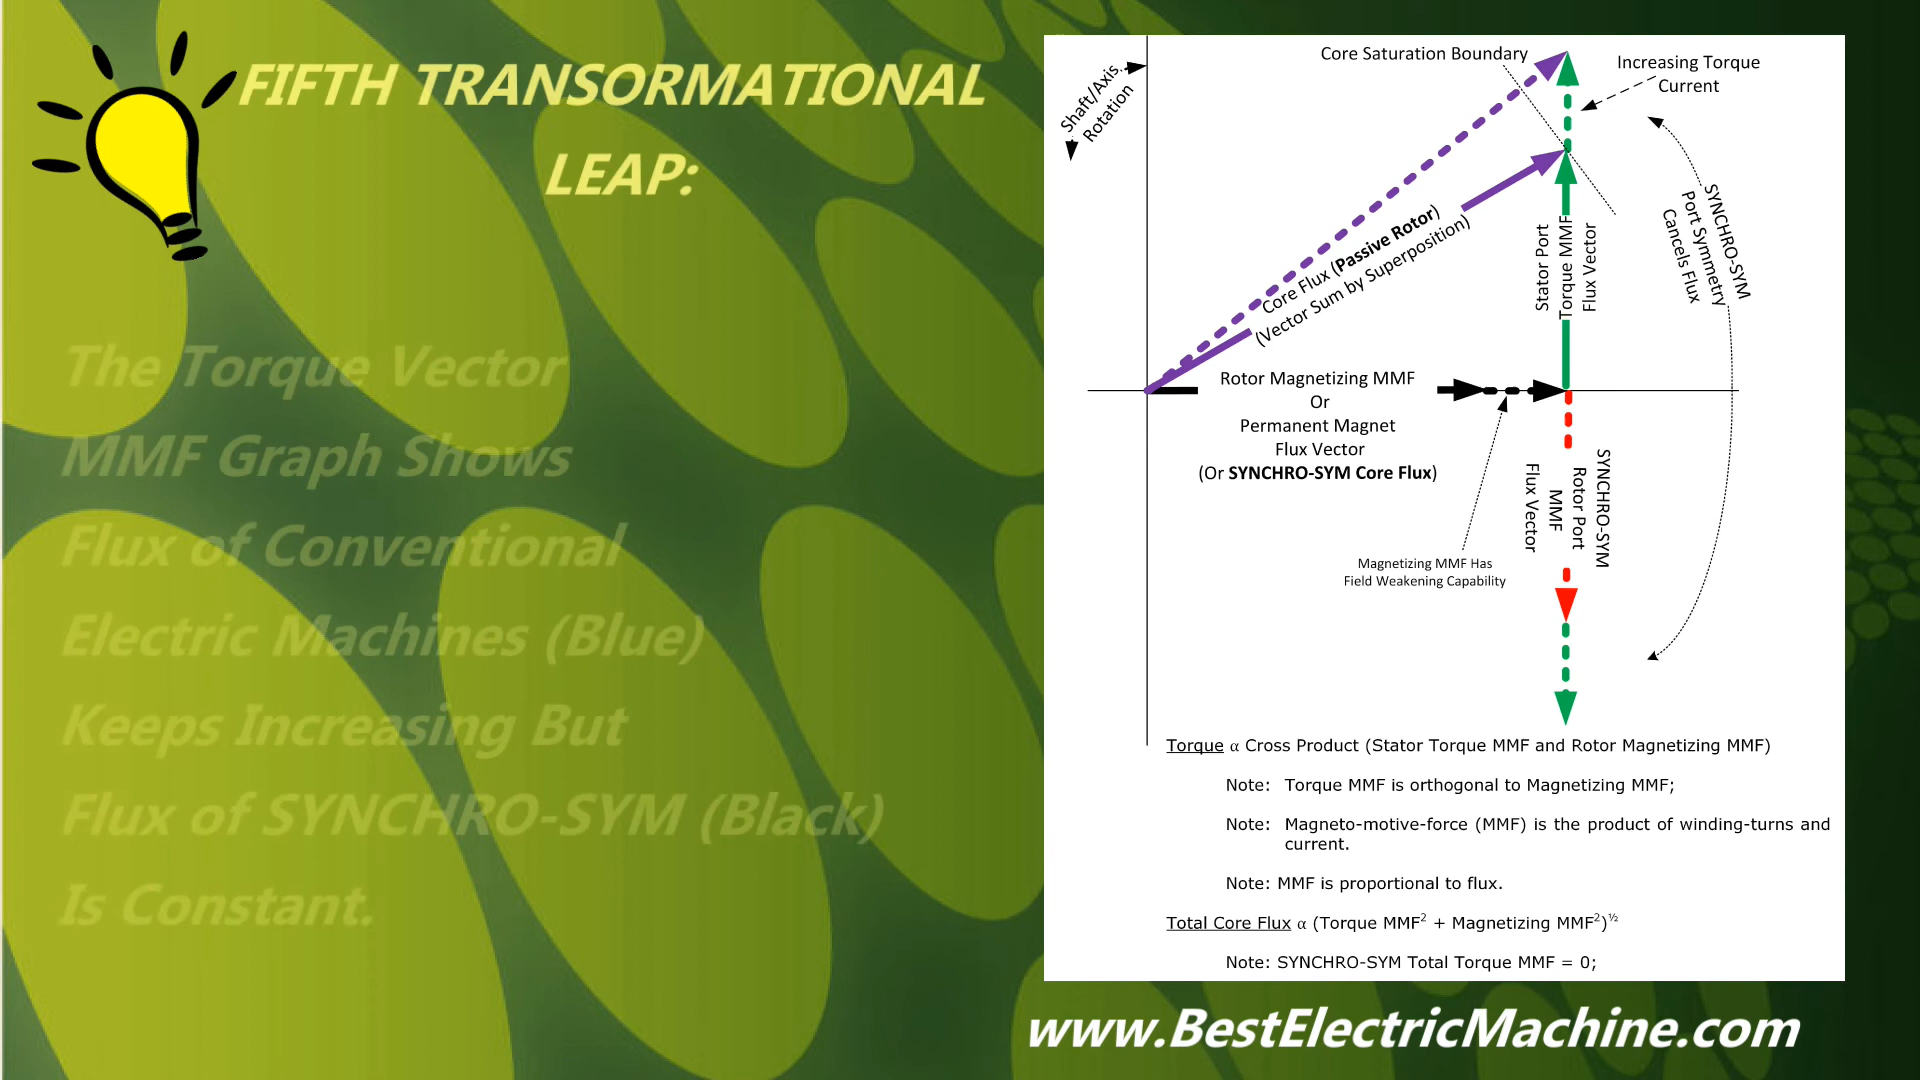 FIFTH TRANSORMATIONAL
LEAP:
The Torque Vector
MMF Graph Shows
Flux of Conventional
Electric Machines (Blue)
Keeps Increasing But
Flux of SYNCHRO-SYM (Black)
Is Constant.
Core Saturation Boundary
Increasing Torque
Current
Shaft/Axis
Rotation
Core Flux (Passive Rotor)
(Vector Sum by Superposition)
Stator Port
Torque MMF
Flux Vector
SYNCHRO-SYM
Port Symmetry
Cancels Flux
Rotor Magnetizing MMF
Or
Permanent Magnet
Flux Vector
(Or SYNCHRO-SYM Core Flux)
SYNCHRO-SYM
Rotor Port
MMF
Flux Vector
Magnetizing MMF Has
Field Weakening Capability
Torque α Cross Product (Stator Torque MMF and Rotor Magnetizing MMF)
Note: Torque MMF is orthogonal to Magnetizing MMF;
Note: Magneto-motive-force (MMF) is the product of winding-turns and
current.
Note: MMF is proportional to flux.
Total Core Flux α (Torque MMF² + Magnetizing MMF²)^½
Note: SYNCHRO-SYM Total Torque MMF = 0;
www.BestElectricMachine.com